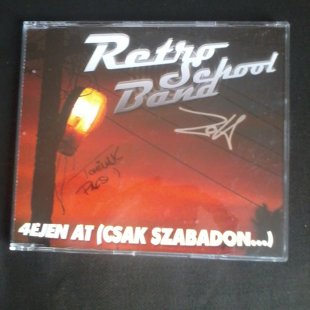 Retro
School
Band
4EJEN AT (CSAK SZABADON...)